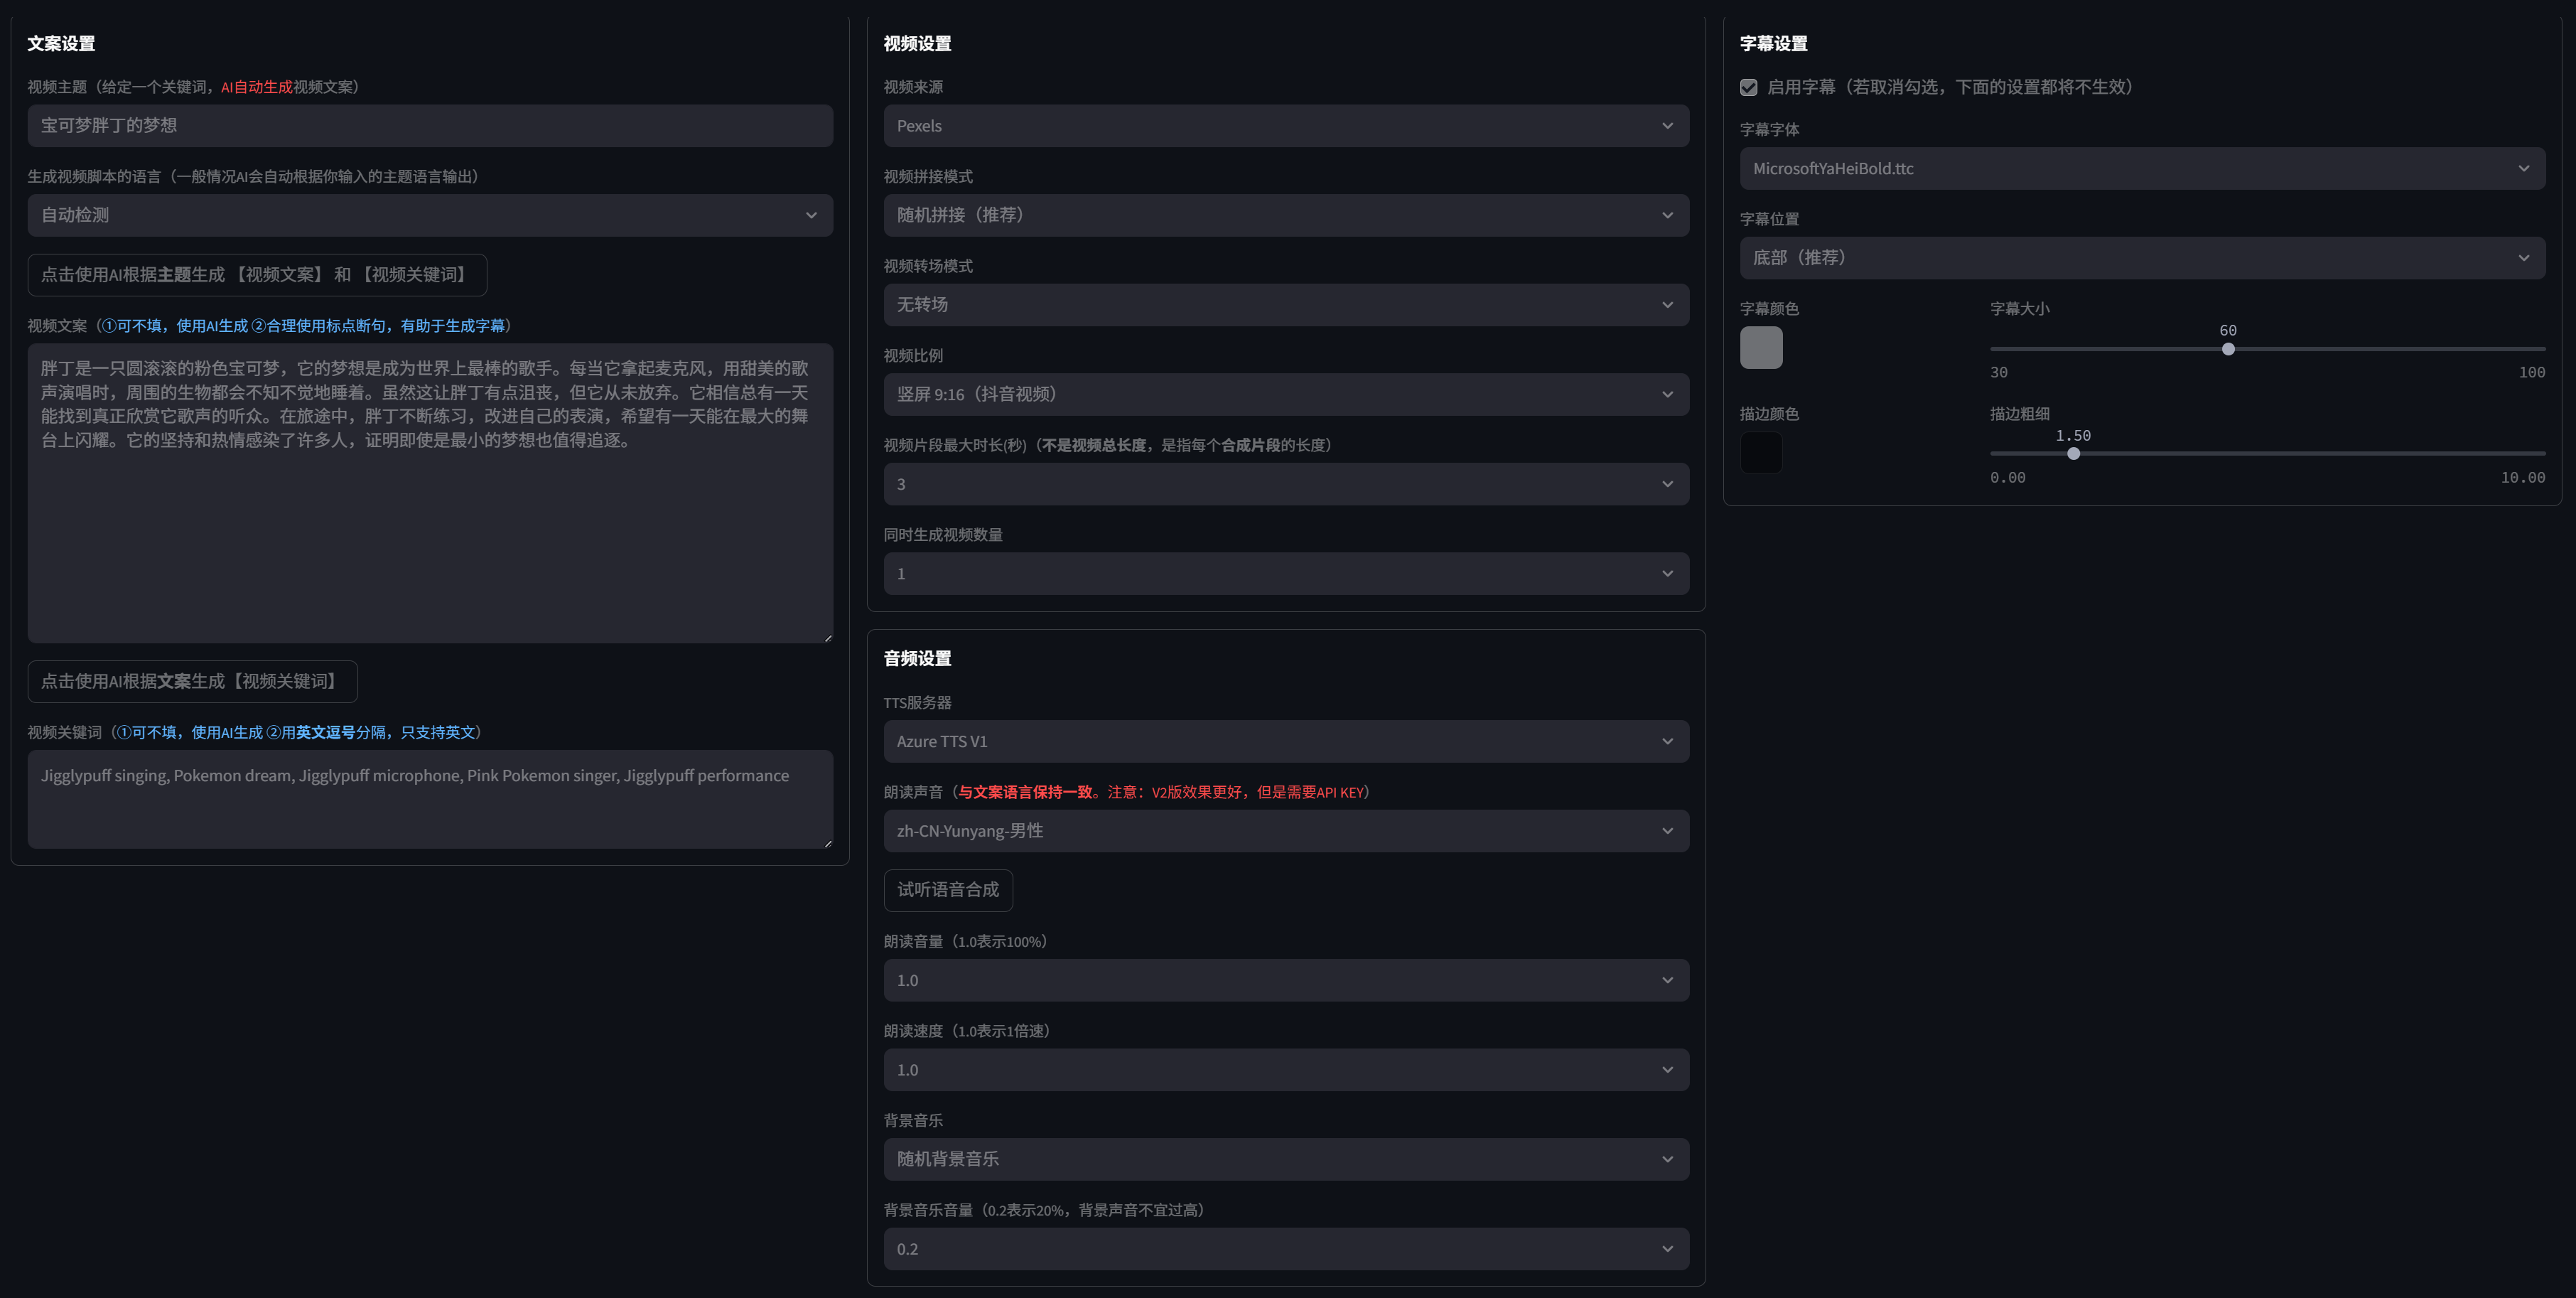 文案设置
视频主题（给定一个关键词，AI自动生成视频文案）
宝可梦胖丁的梦想
生成视频脚本的语言（一般情况AI会自动根据你输入的主题语言输出）
自动检测
点击使用AI根据主题生成 【视频文案】 和 【视频关键词】
视频文案（①可不填，使用AI生成 ②合理使用标点断句，有助于生成字幕）
胖丁是一只圆滚滚的粉色宝可梦，它的梦想是成为世界上最棒的歌手。每当它拿起麦克风，用甜美的歌
声演唱时，周围的生物都会不知不觉地睡着。虽然这让胖丁有点沮丧，但它从未放弃。它相信总有一天
能找到真正欣赏它歌声的听众。在旅途中，胖丁不断练习，改进自己的表演，希望有一天能在最大的舞
台上闪耀。它的坚持和热情感染了许多人，证明即使是最小的梦想也值得追逐。
点击使用AI根据文案生成【视频关键词】
视频关键词（①可不填，使用AI生成 ②用英文逗号分隔，只支持英文）
Jigglypuff singing, Pokemon dream, Jigglypuff microphone, Pink Pokemon singer, Jigglypuff performance
视频设置
视频来源
Pexels
视频拼接模式
随机拼接（推荐）
视频转场模式
无转场
视频比例
竖屏 9:16（抖音视频）
视频片段最大时长(秒)（不是视频总长度，是指每个合成片段的长度）
3
同时生成视频数量
1
音频设置
TTS服务器
Azure TTS V1
朗读声音（与文案语言保持一致。注意：V2版效果更好，但是需要API KEY）
zh-CN-Yunyang-男性
试听语音合成
朗读音量（1.0表示100%）
1.0
朗读速度（1.0表示1倍速）
1.0
背景音乐
随机背景音乐
背景音乐音量（0.2表示20%，背景声音不宜过高）
0.2
字幕设置
启用字幕（若取消勾选，下面的设置都将不生效）
字幕字体
MicrosoftYaHeiBold.ttc
字幕位置
底部（推荐）
字幕颜色
字幕大小
60
30
100
描边颜色
描边粗细
1.50
0.00
10.00